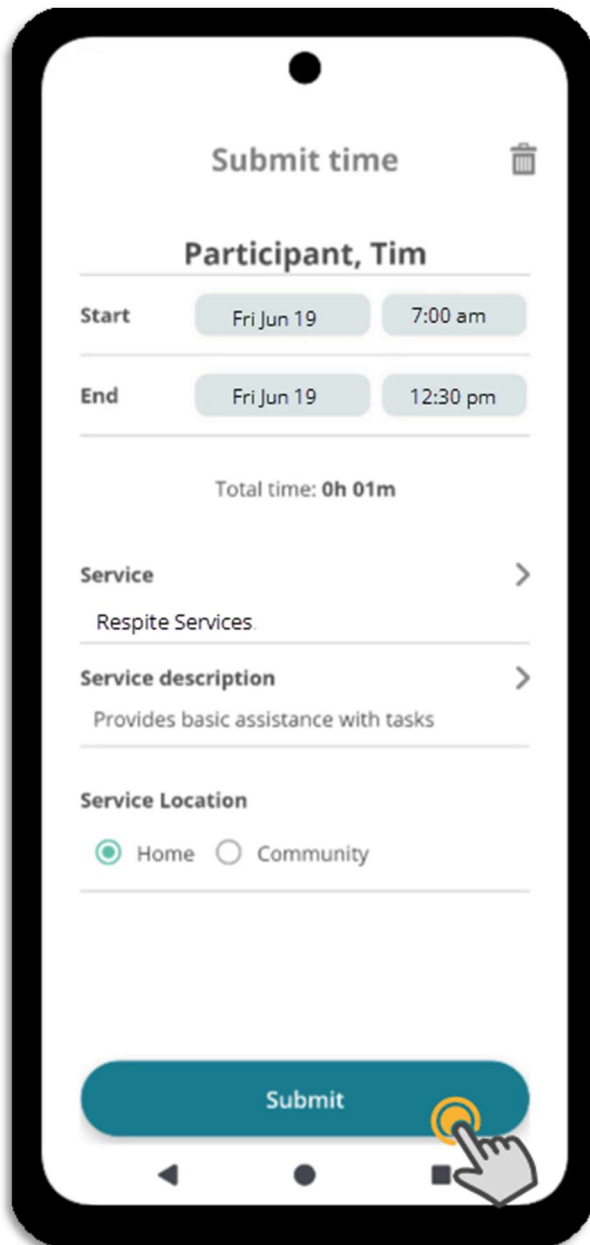 Submit time
Participant, Tim
Start Fri Jun 19 7:00 am
End Fri Jun 19 12:30 pm
Total time: 0h 01m
Service
Respite Services.
Service description
Provides basic assistance with tasks
Service Location
Home Community
Submit